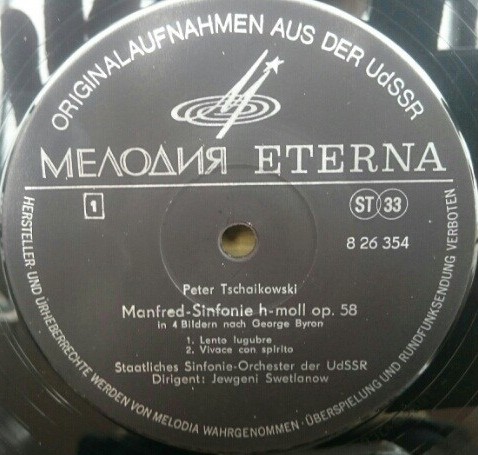 ORIGINALAUFNAHMEN AUS DER UdSSR
МЕЛОДИЯ ETERNA
1
ST 33
8 26 354
Peter Tschaikowski
Manfred-Sinfonie h-moll op. 58
in 4 Bildern nach George Byron
1. Lento lugubre
2. Vivace con spirito
Staatliches Sinfonie-Orchester der UdSSR
Dirigent: Jewgeni Swetlanow
HERSTELLER- UND URHEBERRECHTE WERDEN VON MELODIA WAHRGENOMMEN · ÜBERSPIELUNG UND RUNDFUNKSENDUNG VERBOTEN